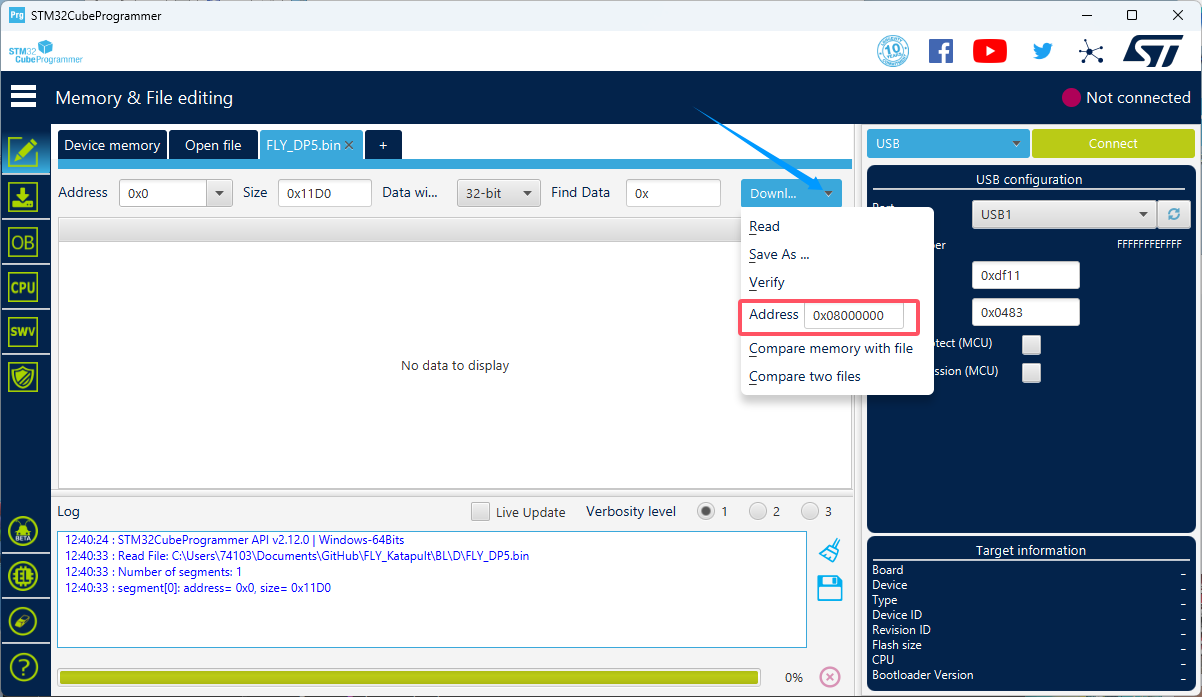 Prg STM32CubeProgrammer
STM32
CubeProgrammer
10
ST
Memory & File editing
Not connected
Device memory
Open file
FLY_DP5.bin ×
+
Address
0x0
Size
0x11D0
Data wi...
32-bit
Find Data
0x
Downl...
Read
Save As ...
Verify
Address 0x08000000
Compare memory with file
Compare two files
No data to display
OB
CPU
SWV
BETA
EL
?
Log
Live Update
Verbosity level
1
2
3
12:40:24 : STM32CubeProgrammer API v2.12.0 | Windows-64Bits
12:40:33 : Read File: C:\Users\74103\Documents\GitHub\FLY_Katapult\BL\D\FLY_DP5.bin
12:40:33 : Number of segments: 1
12:40:33 : segment[0]: address= 0x0, size= 0x11D0
0%
USB
Connect
USB configuration
USB1
er
FFFFFFFEFFFF
0xdf11
0x0483
tect (MCU)
ssion (MCU)
Target information
Board _
Device _
Type _
Device ID _
Revision ID _
Flash size _
CPU _
Bootloader Version _